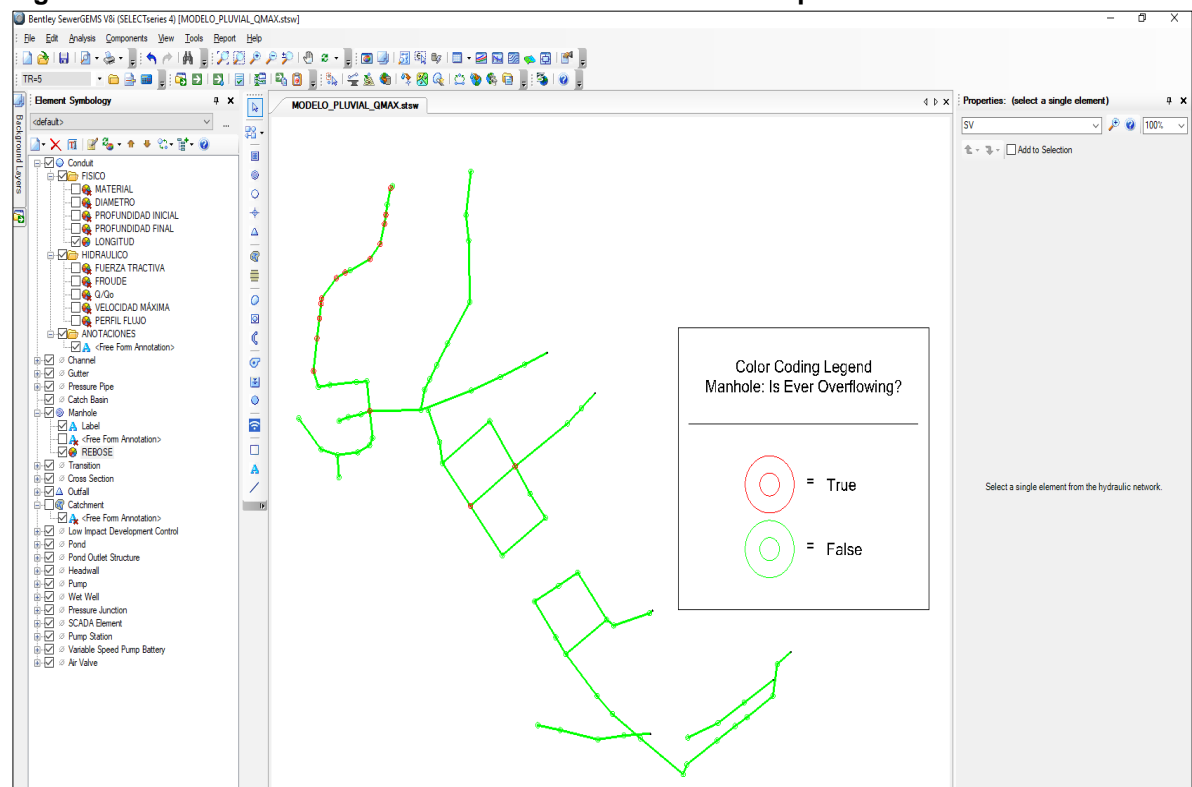 Bentley SewerGEMS V8i (SELECTseries 4) [MODELO_PLUVIAL_QMAX.stsw]
File Edit Analysis Components View Tools Report Help
TR=5
Element Symbology
<default>
...
Background Layers
Conduit
FISICO
MATERIAL
DIAMETRO
PROFUNDIDAD INICIAL
PROFUNDIDAD FINAL
LONGITUD
HIDRAULICO
FUERZA TRACTIVA
FROUDE
Q/Qo
VELOCIDAD MÁXIMA
PERFIL FLUJO
ANOTACIONES
<Free Form Annotation>
Channel
Gutter
Pressure Pipe
Catch Basin
Manhole
Label
<Free Form Annotation>
REBOSE
Transition
Cross Section
Outfall
Catchment
<Free Form Annotation>
Low Impact Development Control
Pond
Pond Outlet Structure
Headwall
Pump
Wet Well
Pressure Junction
SCADA Element
Pump Station
Variable Speed Pump Battery
Air Valve
MODELO_PLUVIAL_QMAX.stsw
Color Coding Legend
Manhole: Is Ever Overflowing?
= True
= False
Properties: (select a single element)
SV
100%
Add to Selection
Select a single element from the hydraulic network.